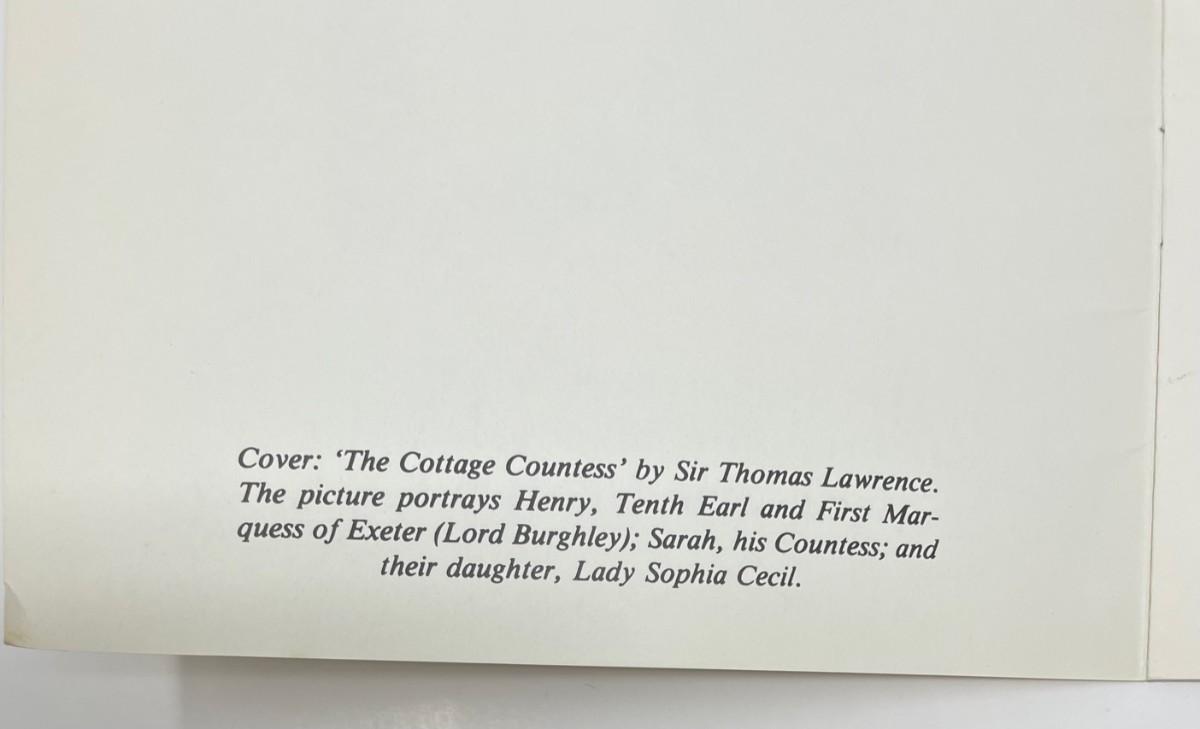 Cover: ‘The Cottage Countess’ by Sir Thomas Lawrence.
The picture portrays Henry, Tenth Earl and First Mar-
quess of Exeter (Lord Burghley); Sarah, his Countess; and
their daughter, Lady Sophia Cecil.